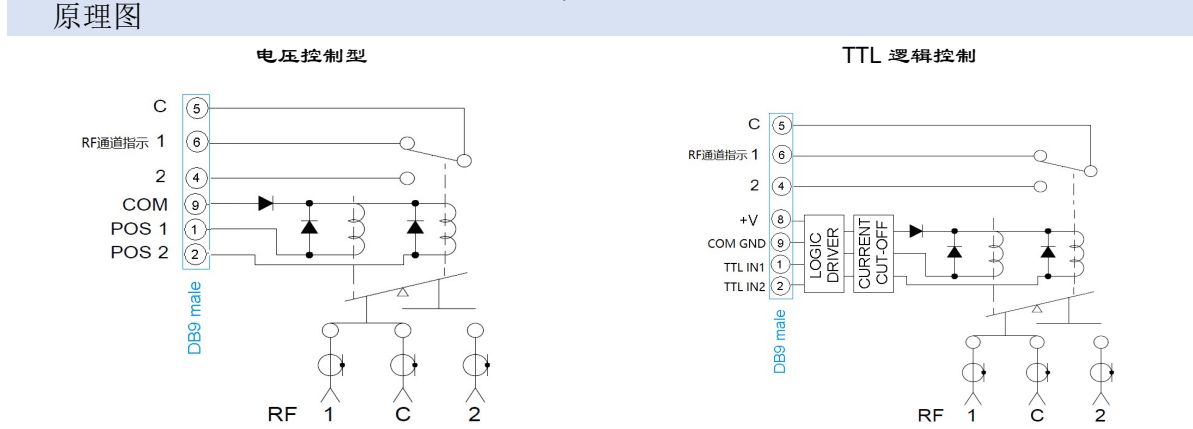 原理图
电压控制型
C 5
RF通道指示 1 6
2 4
COM 9
POS 1 1
POS 2 2
DB9 male
RF 1 C 2
TTL 逻辑控制
C 5
RF通道指示 1 6
2 4
+V 8
COM GND 9
TTL IN1 1
TTL IN2 2
LOGIC
DRIVER
CURRENT
CUT-OFF
DB9 male
RF 1 C 2